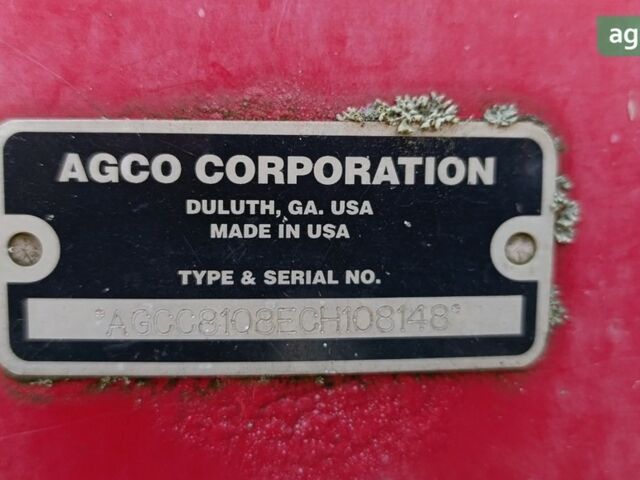 ag
AGCO CORPORATION
DULUTH, GA. USA
MADE IN USA
TYPE & SERIAL NO.
*AGCC8108ECH108148*